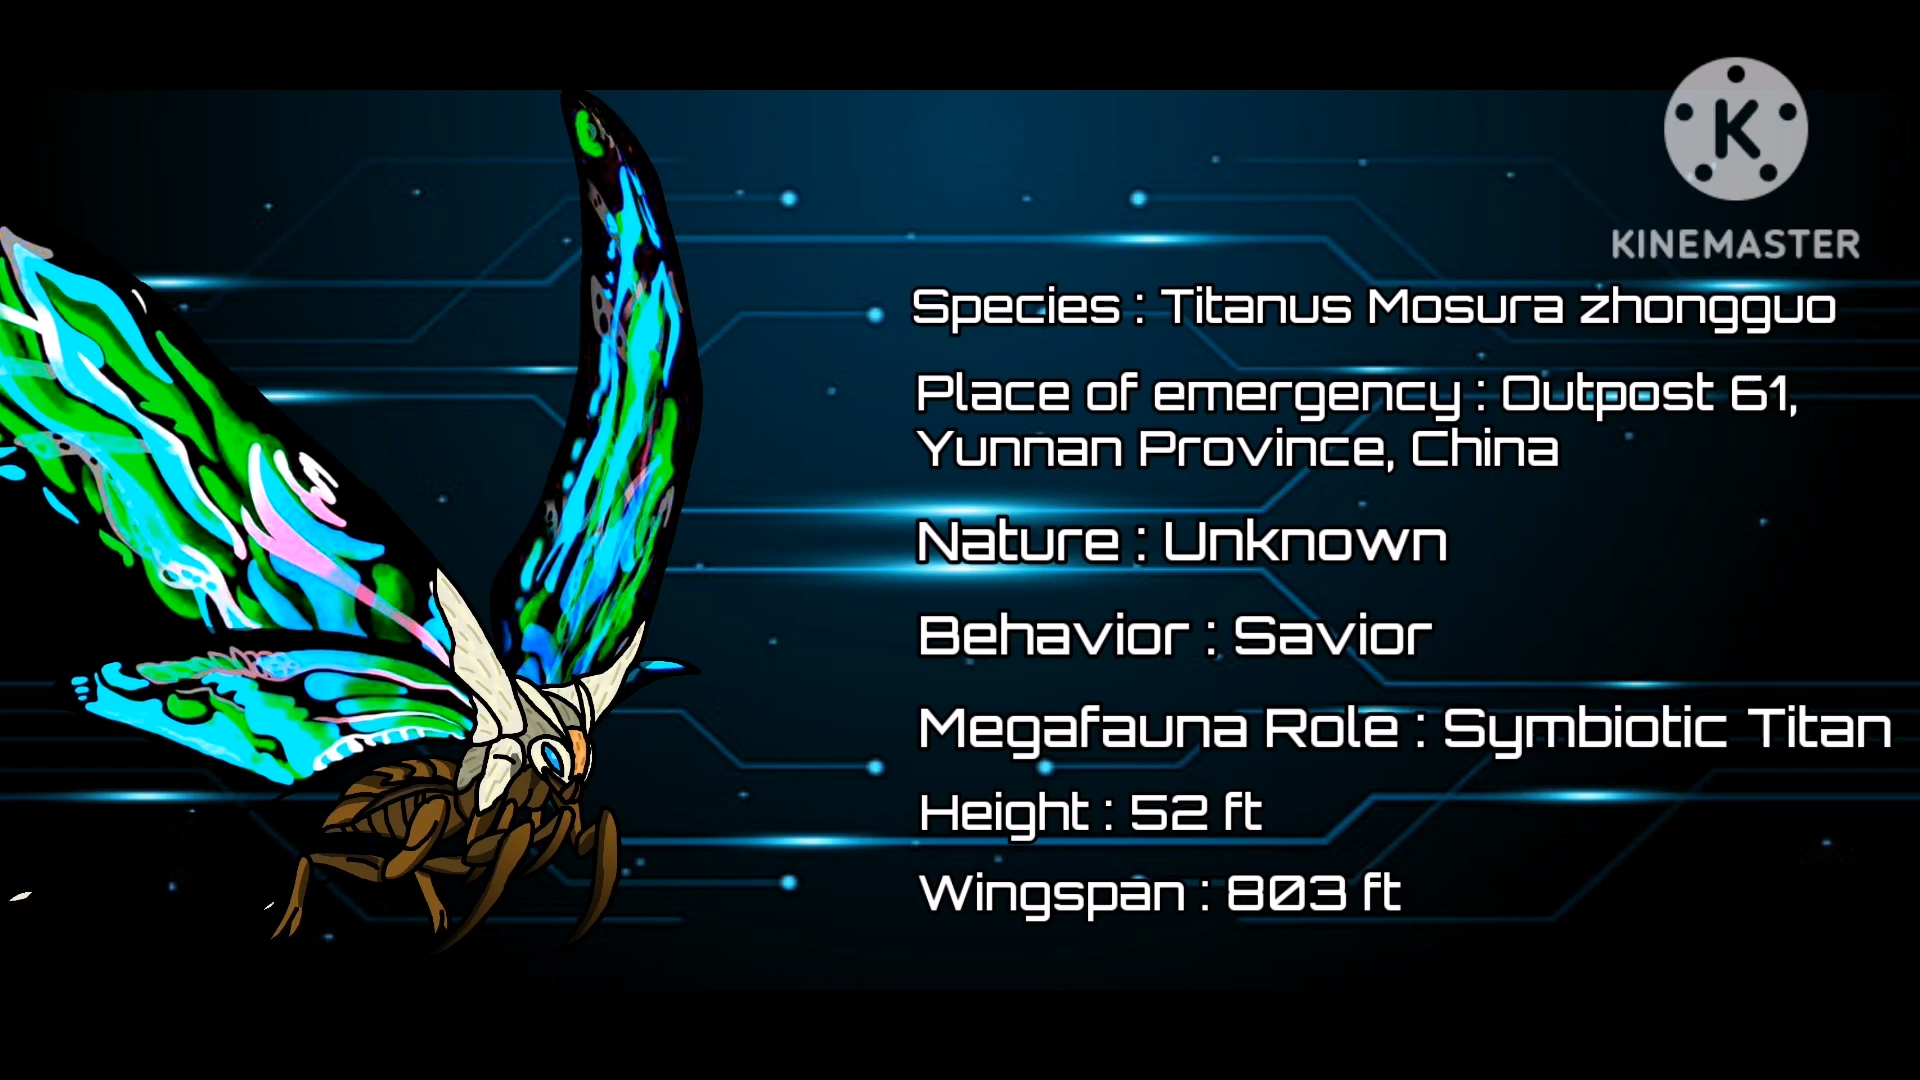 K
KINEMASTER
Species : Titanus Mosura zhongguo
Place of emergency : Outpost 61,
Yunnan Province, China
Nature : Unknown
Behavior : Savior
Megafauna Role : Symbiotic Titan
Height : 52 ft
Wingspan : 803 ft